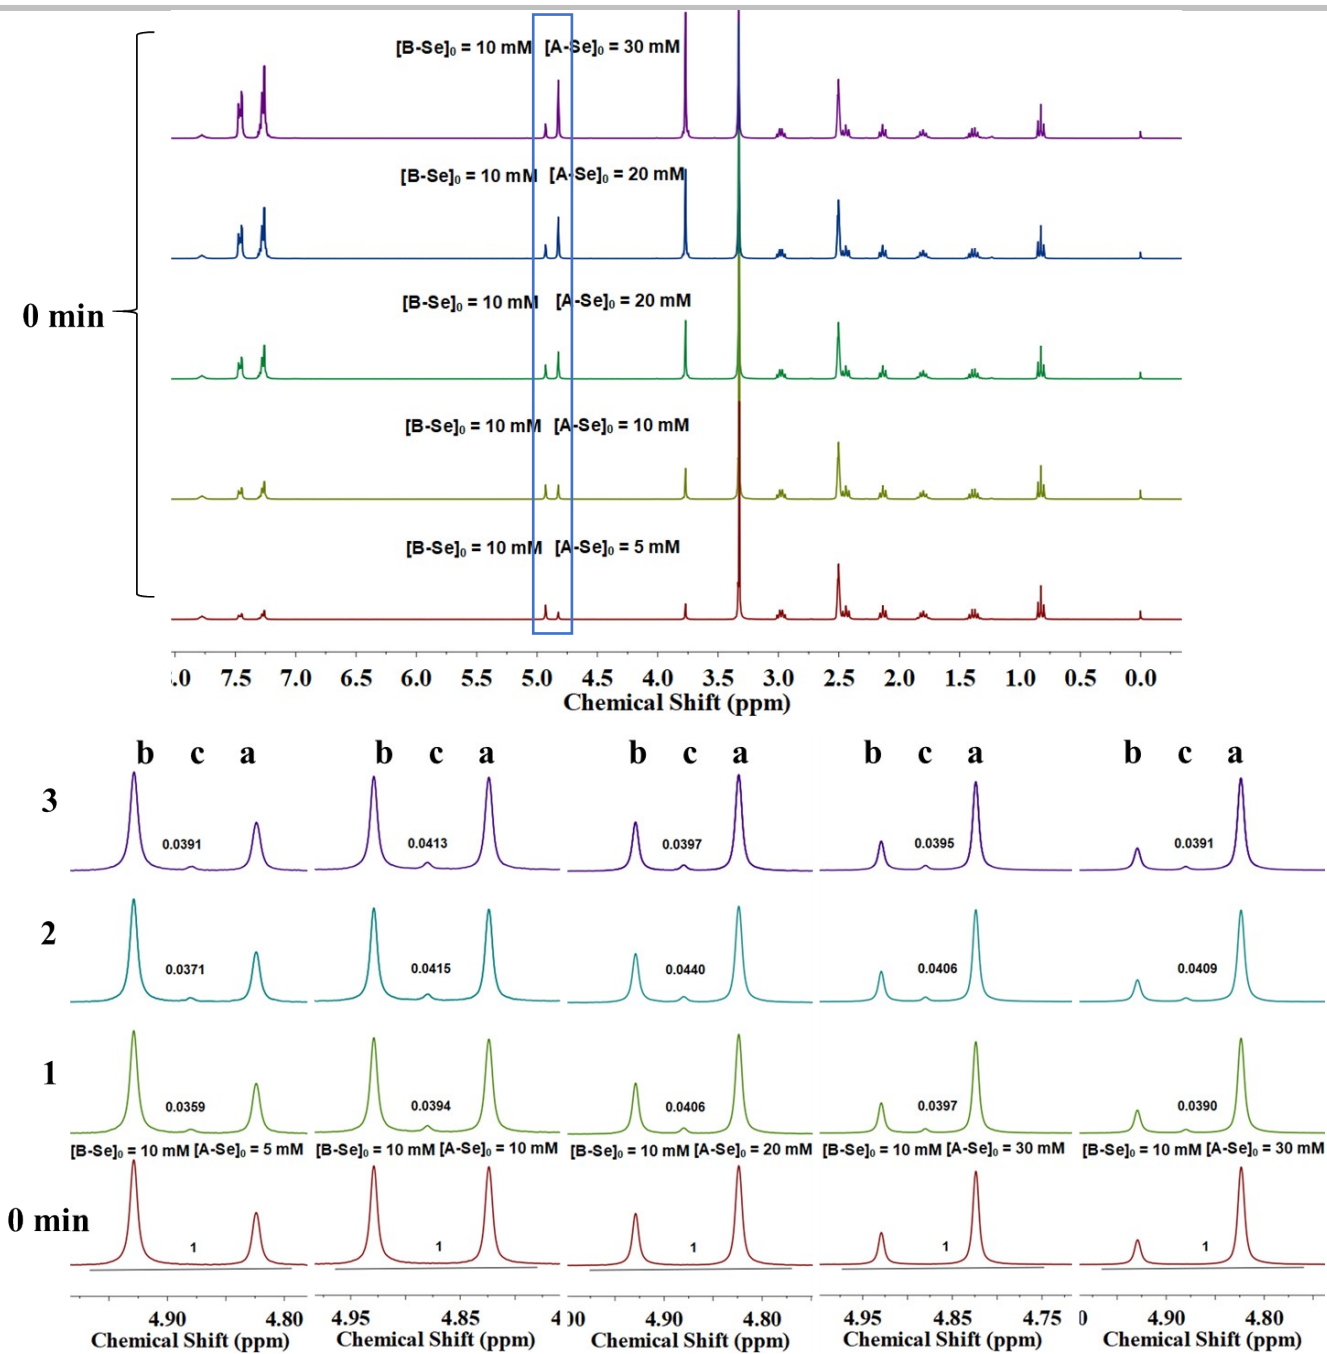 [B-Se]₀ = 10 mM [A-Se]₀ = 30 mM
[B-Se]₀ = 10 mM [A-Se]₀ = 20 mM
0 min
[B-Se]₀ = 10 mM [A-Se]₀ = 20 mM
[B-Se]₀ = 10 mM [A-Se]₀ = 10 mM
[B-Se]₀ = 10 mM [A-Se]₀ = 5 mM
.0 7.5 7.0 6.5 6.0 5.5 5.0 4.5 4.0 3.5 3.0 2.5 2.0 1.5 1.0 0.5 0.0
Chemical Shift (ppm)
b c a b c a b c a b c a b c a
3
0.0391 0.0413 0.0397 0.0395 0.0391
2
0.0371 0.0415 0.0440 0.0406 0.0409
1
0.0359 0.0394 0.0406 0.0397 0.0390
[B-Se]₀ = 10 mM [A-Se]₀ = 5 mM [B-Se]₀ = 10 mM [A-Se]₀ = 10 mM [B-Se]₀ = 10 mM [A-Se]₀ = 20 mM [B-Se]₀ = 10 mM [A-Se]₀ = 30 mM [B-Se]₀ = 10 mM [A-Se]₀ = 30 mM
0 min
1 1 1 1 1
4.90 4.80 4.95 4.85 4 00 4.90 4.80 4.95 4.85 4.75 0 4.90 4.80
Chemical Shift (ppm) Chemical Shift (ppm) Chemical Shift (ppm) Chemical Shift (ppm) Chemical Shift (ppm)